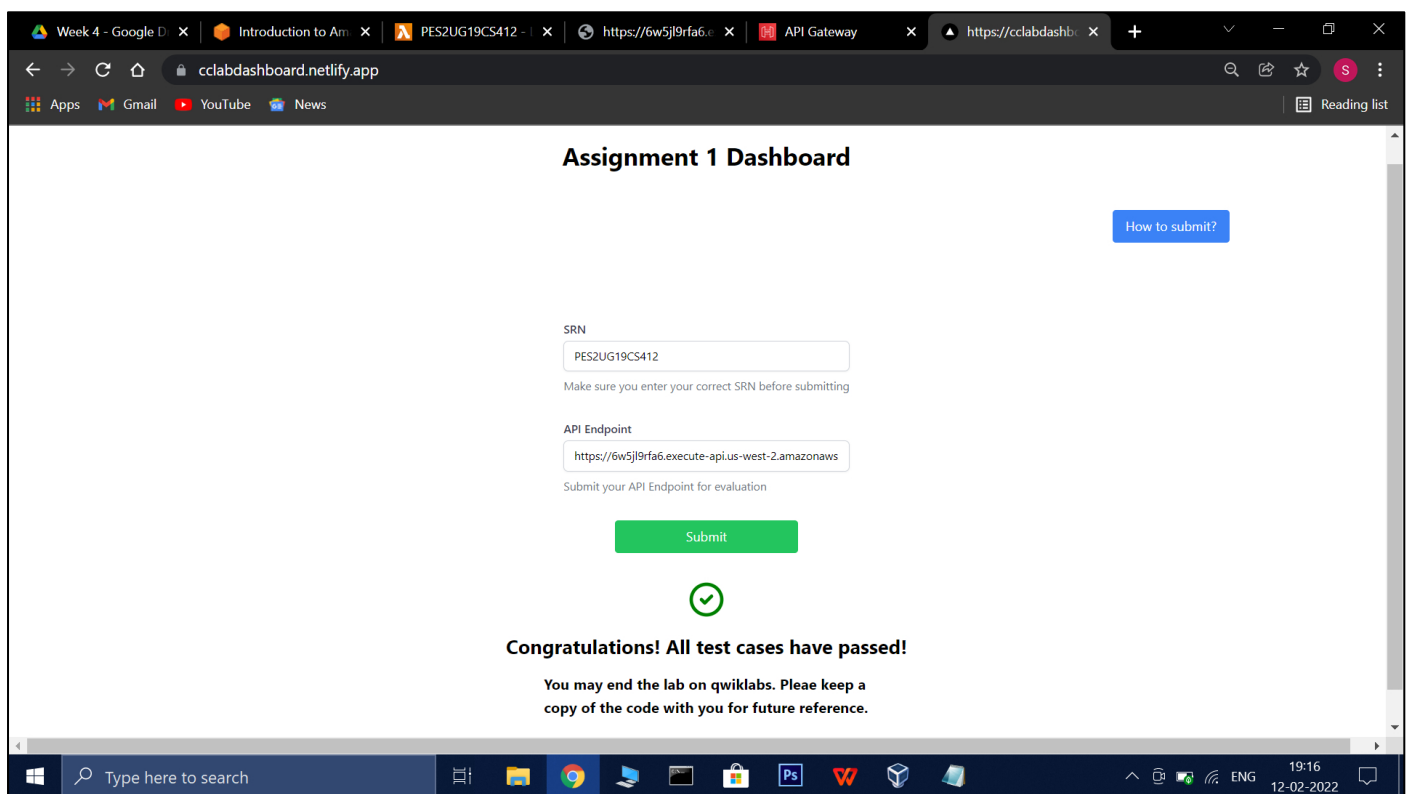 Week 4 - Google D
Introduction to Am
PES2UG19CS412 -
https://6w5jl9rfa6.e
API Gateway
https://cclabdashbo
cclabdashboard.netlify.app
S
Apps
Gmail
YouTube
News
Reading list
Assignment 1 Dashboard
How to submit?
SRN
PES2UG19CS412
Make sure you enter your correct SRN before submitting
API Endpoint
https://6w5jl9rfa6.execute-api.us-west-2.amazonaws
Submit your API Endpoint for evaluation
Submit
Congratulations! All test cases have passed!
You may end the lab on qwiklabs. Pleae keep a
copy of the code with you for future reference.
Type here to search
Ps
ENG
19:16
12-02-2022